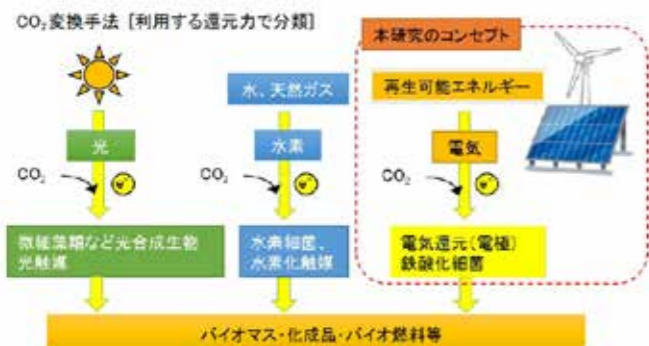 CO₂変換手法 [利用する還元力で分類]
本研究のコンセプト
水、天然ガス
再生可能エネルギー
光
水素
電気
CO₂
e⁻
CO₂
e⁻
CO₂
e⁻
微細藻類など光合成生物
光触媒
水素細菌、
水素化触媒
電気還元(電極)
鉄酸化細菌
バイオマス・化成品・バイオ燃料等